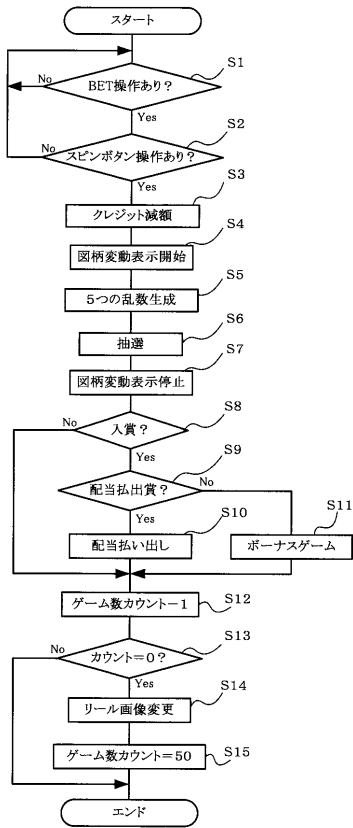 スタート
S1
No
BET操作あり？
Yes
S2
No
スピンボタン操作あり？
Yes
S3
クレジット減額
S4
図柄変動表示開始
S5
5つの乱数生成
S6
抽選
S7
図柄変動表示停止
S8
No
入賞？
Yes
S9
配当払出賞？
No
Yes
S10
配当払い出し
S11
ボーナスゲーム
S12
ゲーム数カウント−1
S13
No
カウント＝0？
Yes
S14
リール画像変更
S15
ゲーム数カウント＝50
エンド